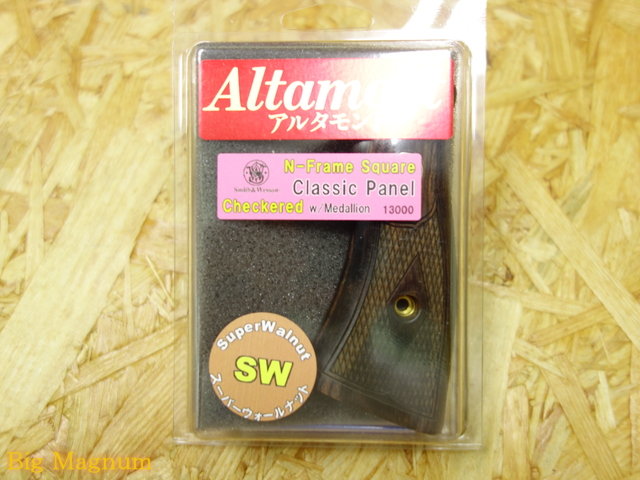 アルタモン
N-Frame Square
Smith & Wesson
Classic Panel
Checkered w/Medallion 13000
SuperWalnut
SW
スーパーウォールナット
Big Magnum